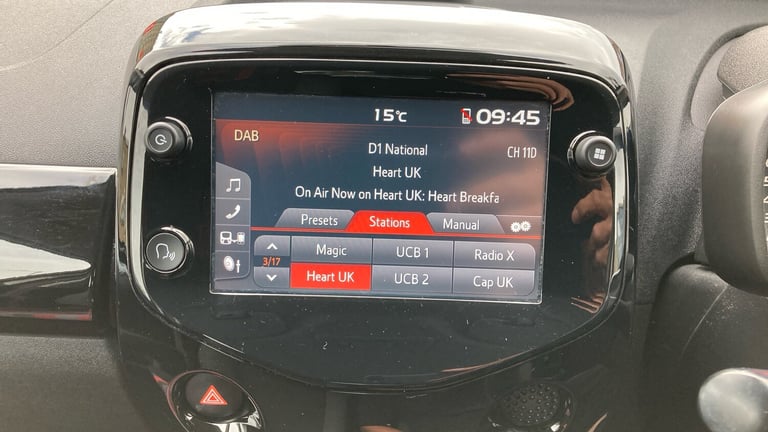 15℃ 09:45
DAB
D1 National CH 11D
Heart UK
On Air Now on Heart UK: Heart Breakfa
Presets Stations Manual
Magic UCB 1 Radio X
3/17
Heart UK UCB 2 Cap UK